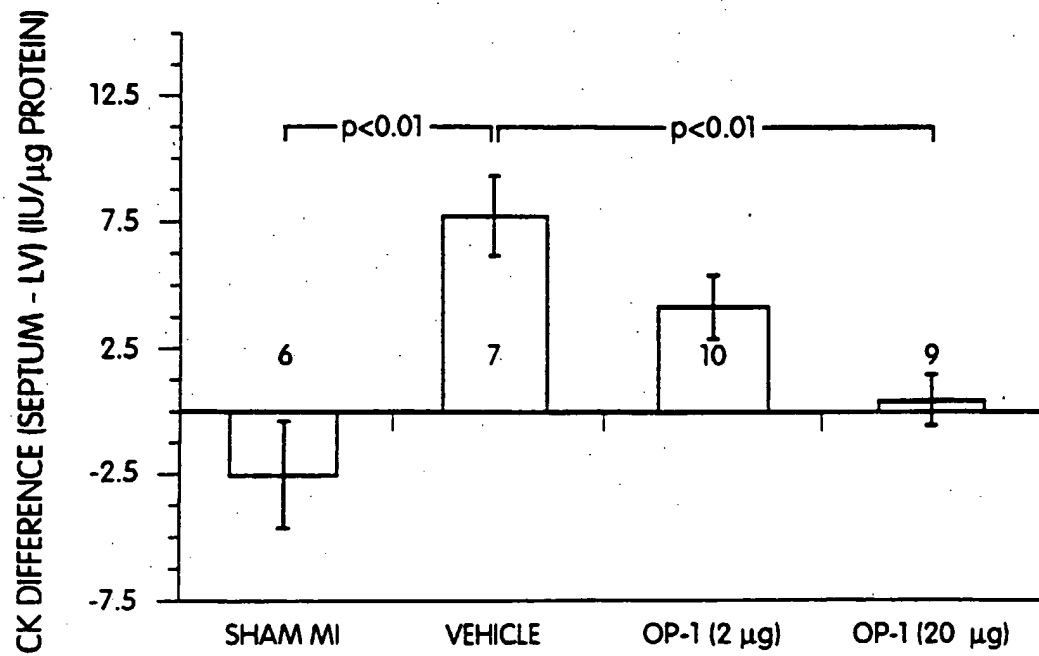 CK DIFFERENCE (SEPTUM - LV) (IU/µg PROTEIN)
12.5
7.5
2.5
-2.5
-7.5
p<0.01
p<0.01
6
7
10
9
SHAM MI
VEHICLE
OP-1 (2 µg)
OP-1 (20 µg)